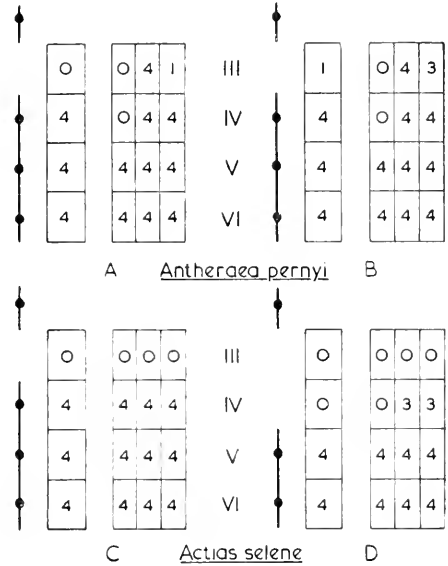 O O 4 1 III 1 O 4 3
4 O 4 4 IV 4 O 4 4
4 4 4 4 V 4 4 4 4
4 4 4 4 VI 4 4 4 4
A Antheraea pernyi B
O O O O III O O O O
4 4 4 4 IV O O 3 3
4 4 4 4 V 4 4 4 4
4 4 4 4 VI 4 4 4 4
C Actias selene D